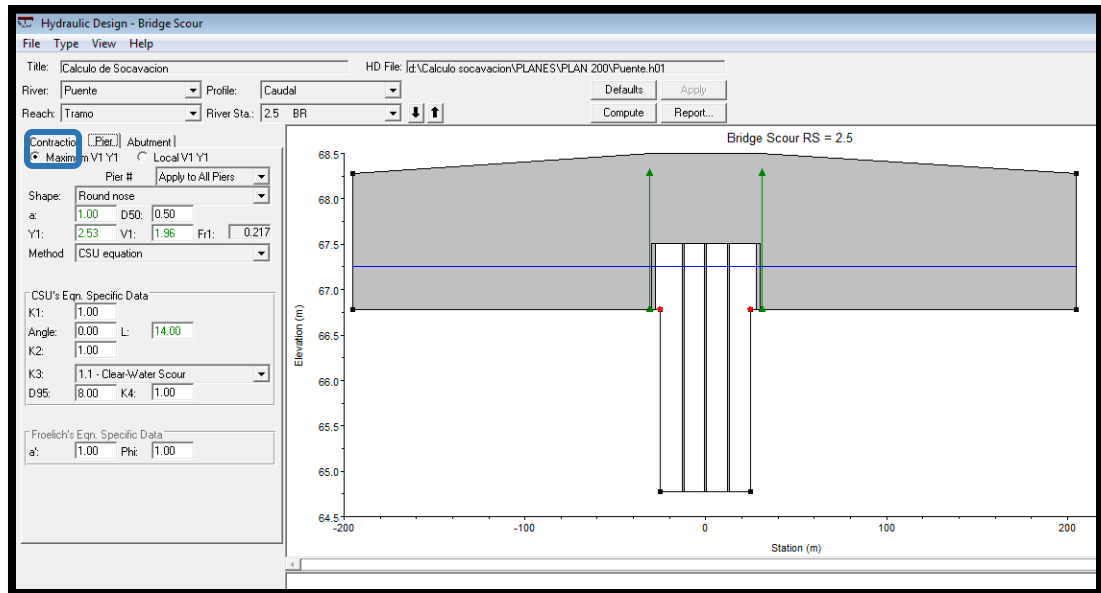 Hydraulic Design - Bridge Scour
File Type View Help
Title: Calculo de Socavacion HD File: d:\Calculo socavacion\PLANES\PLAN 200\Puente.h01
River: Puente Profile: Caudal Defaults Apply
Reach: Tramo River Sta.: 2.5 BR Compute Report...
Contraction Pier Abutment
Maximum V1 Y1 Local V1 Y1
Pier # Apply to All Piers
Shape: Round nose
a: 1.00 D50: 0.50
Y1: 2.53 V1: 1.96 Fr1: 0.217
Method CSU equation
CSU's Eqn. Specific Data
K1: 1.00
Angle: 0.00 L: 14.00
K2: 1.00
K3: 1.1 - Clear-Water Scour
D95: 8.00 K4: 1.00
Froelich's Eqn. Specific Data
a': 1.00 Phi: 1.00
Bridge Scour RS = 2.5
68.5
68.0
67.5
67.0
66.5
66.0
65.5
65.0
64.5
Elevation (m)
-200 -100 0 100 200
Station (m)